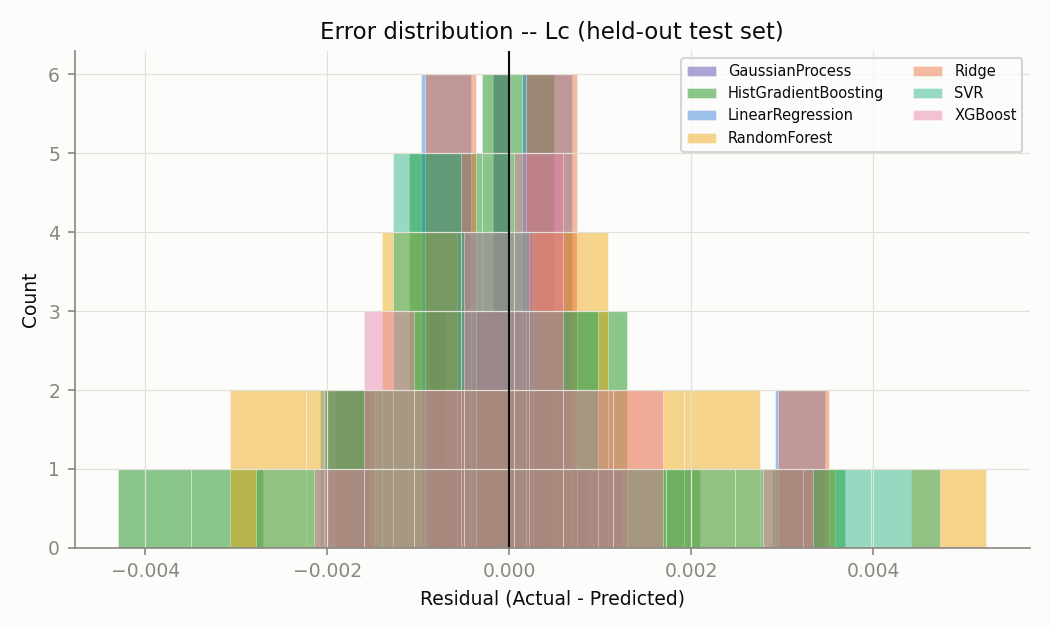 Error distribution -- Lc (held-out test set)
GaussianProcess
HistGradientBoosting
LinearRegression
RandomForest
Ridge
SVR
XGBoost
Count
6
5
4
3
2
1
0
−0.004
−0.002
0.000
0.002
0.004
Residual (Actual - Predicted)